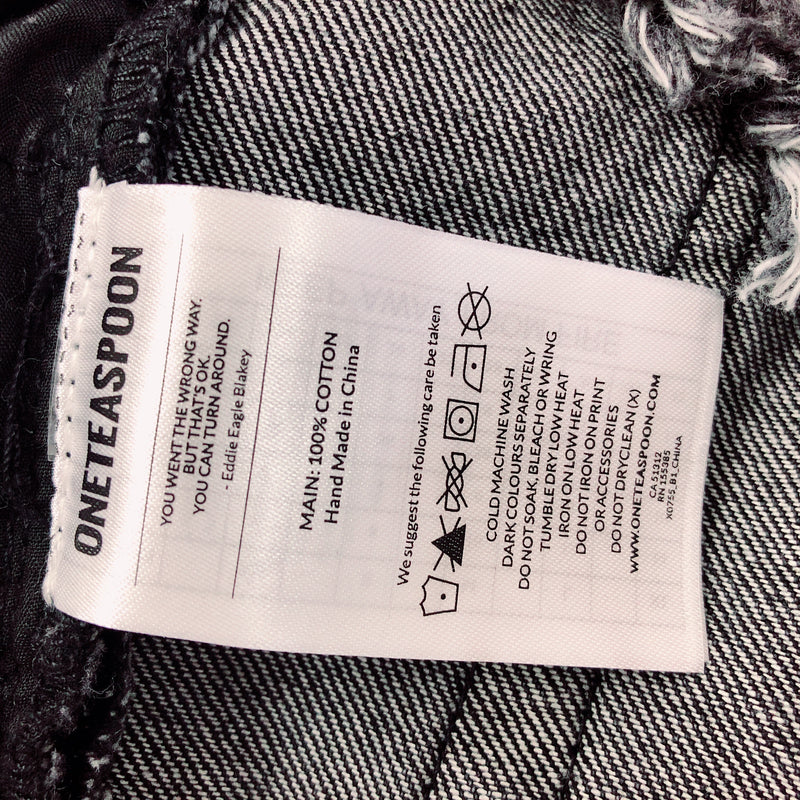 ONETEASPOON
YOU WENT THE WRONG WAY.
BUT THAT'S OK.
YOU CAN TURN AROUND.
- Eddie Eagle Blakey
MAIN: 100% COTTON
Hand Made in China
We suggest the following care be taken
COLD MACHINE WASH
DARK COLOURS SEPARATELY
DO NOT SOAK, BLEACH OR WRING
TUMBLE DRY LOW HEAT
IRON ON LOW HEAT
DO NOT IRON ON PRINT
OR ACCESSORIES
DO NOT DRYCLEAN (X)
WWW.ONETEASPOON.COM
CA 51312
RN 155385
X0755_B1_CHINA